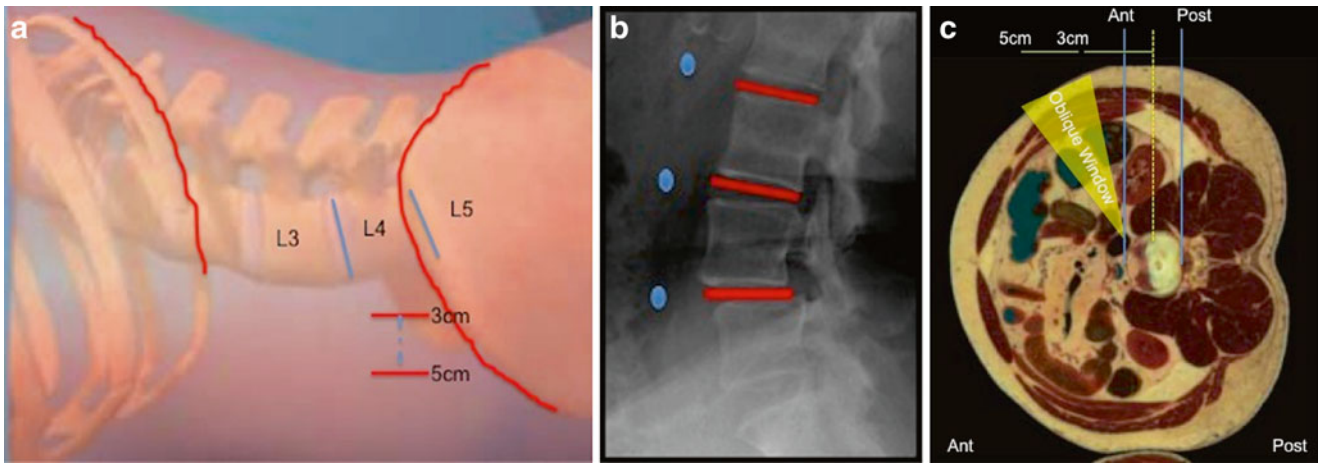 a
L3
L4
L5
3cm
5cm
b
c
Ant
Post
5cm
3cm
Oblique Window
Ant
Post